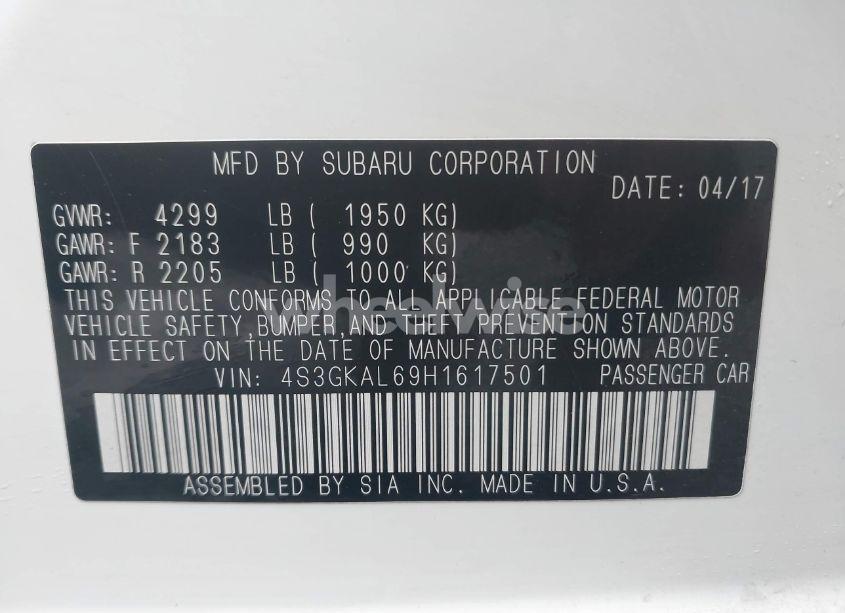 MFD BY SUBARU CORPORATION
DATE: 04/17
GVWR: 4299 LB ( 1950 KG)
GAWR: F 2183 LB ( 990 KG)
GAWR: R 2205 LB ( 1000 KG)
THIS VEHICLE CONFORMS TO ALL APPLICABLE FEDERAL MOTOR
VEHICLE SAFETY, BUMPER, AND THEFT PREVENTION STANDARDS
IN EFFECT ON THE DATE OF MANUFACTURE SHOWN ABOVE.
VIN: 4S3GKAL69H1617501 PASSENGER CAR
ASSEMBLED BY SIA INC. MADE IN U.S.A.
wheelwise